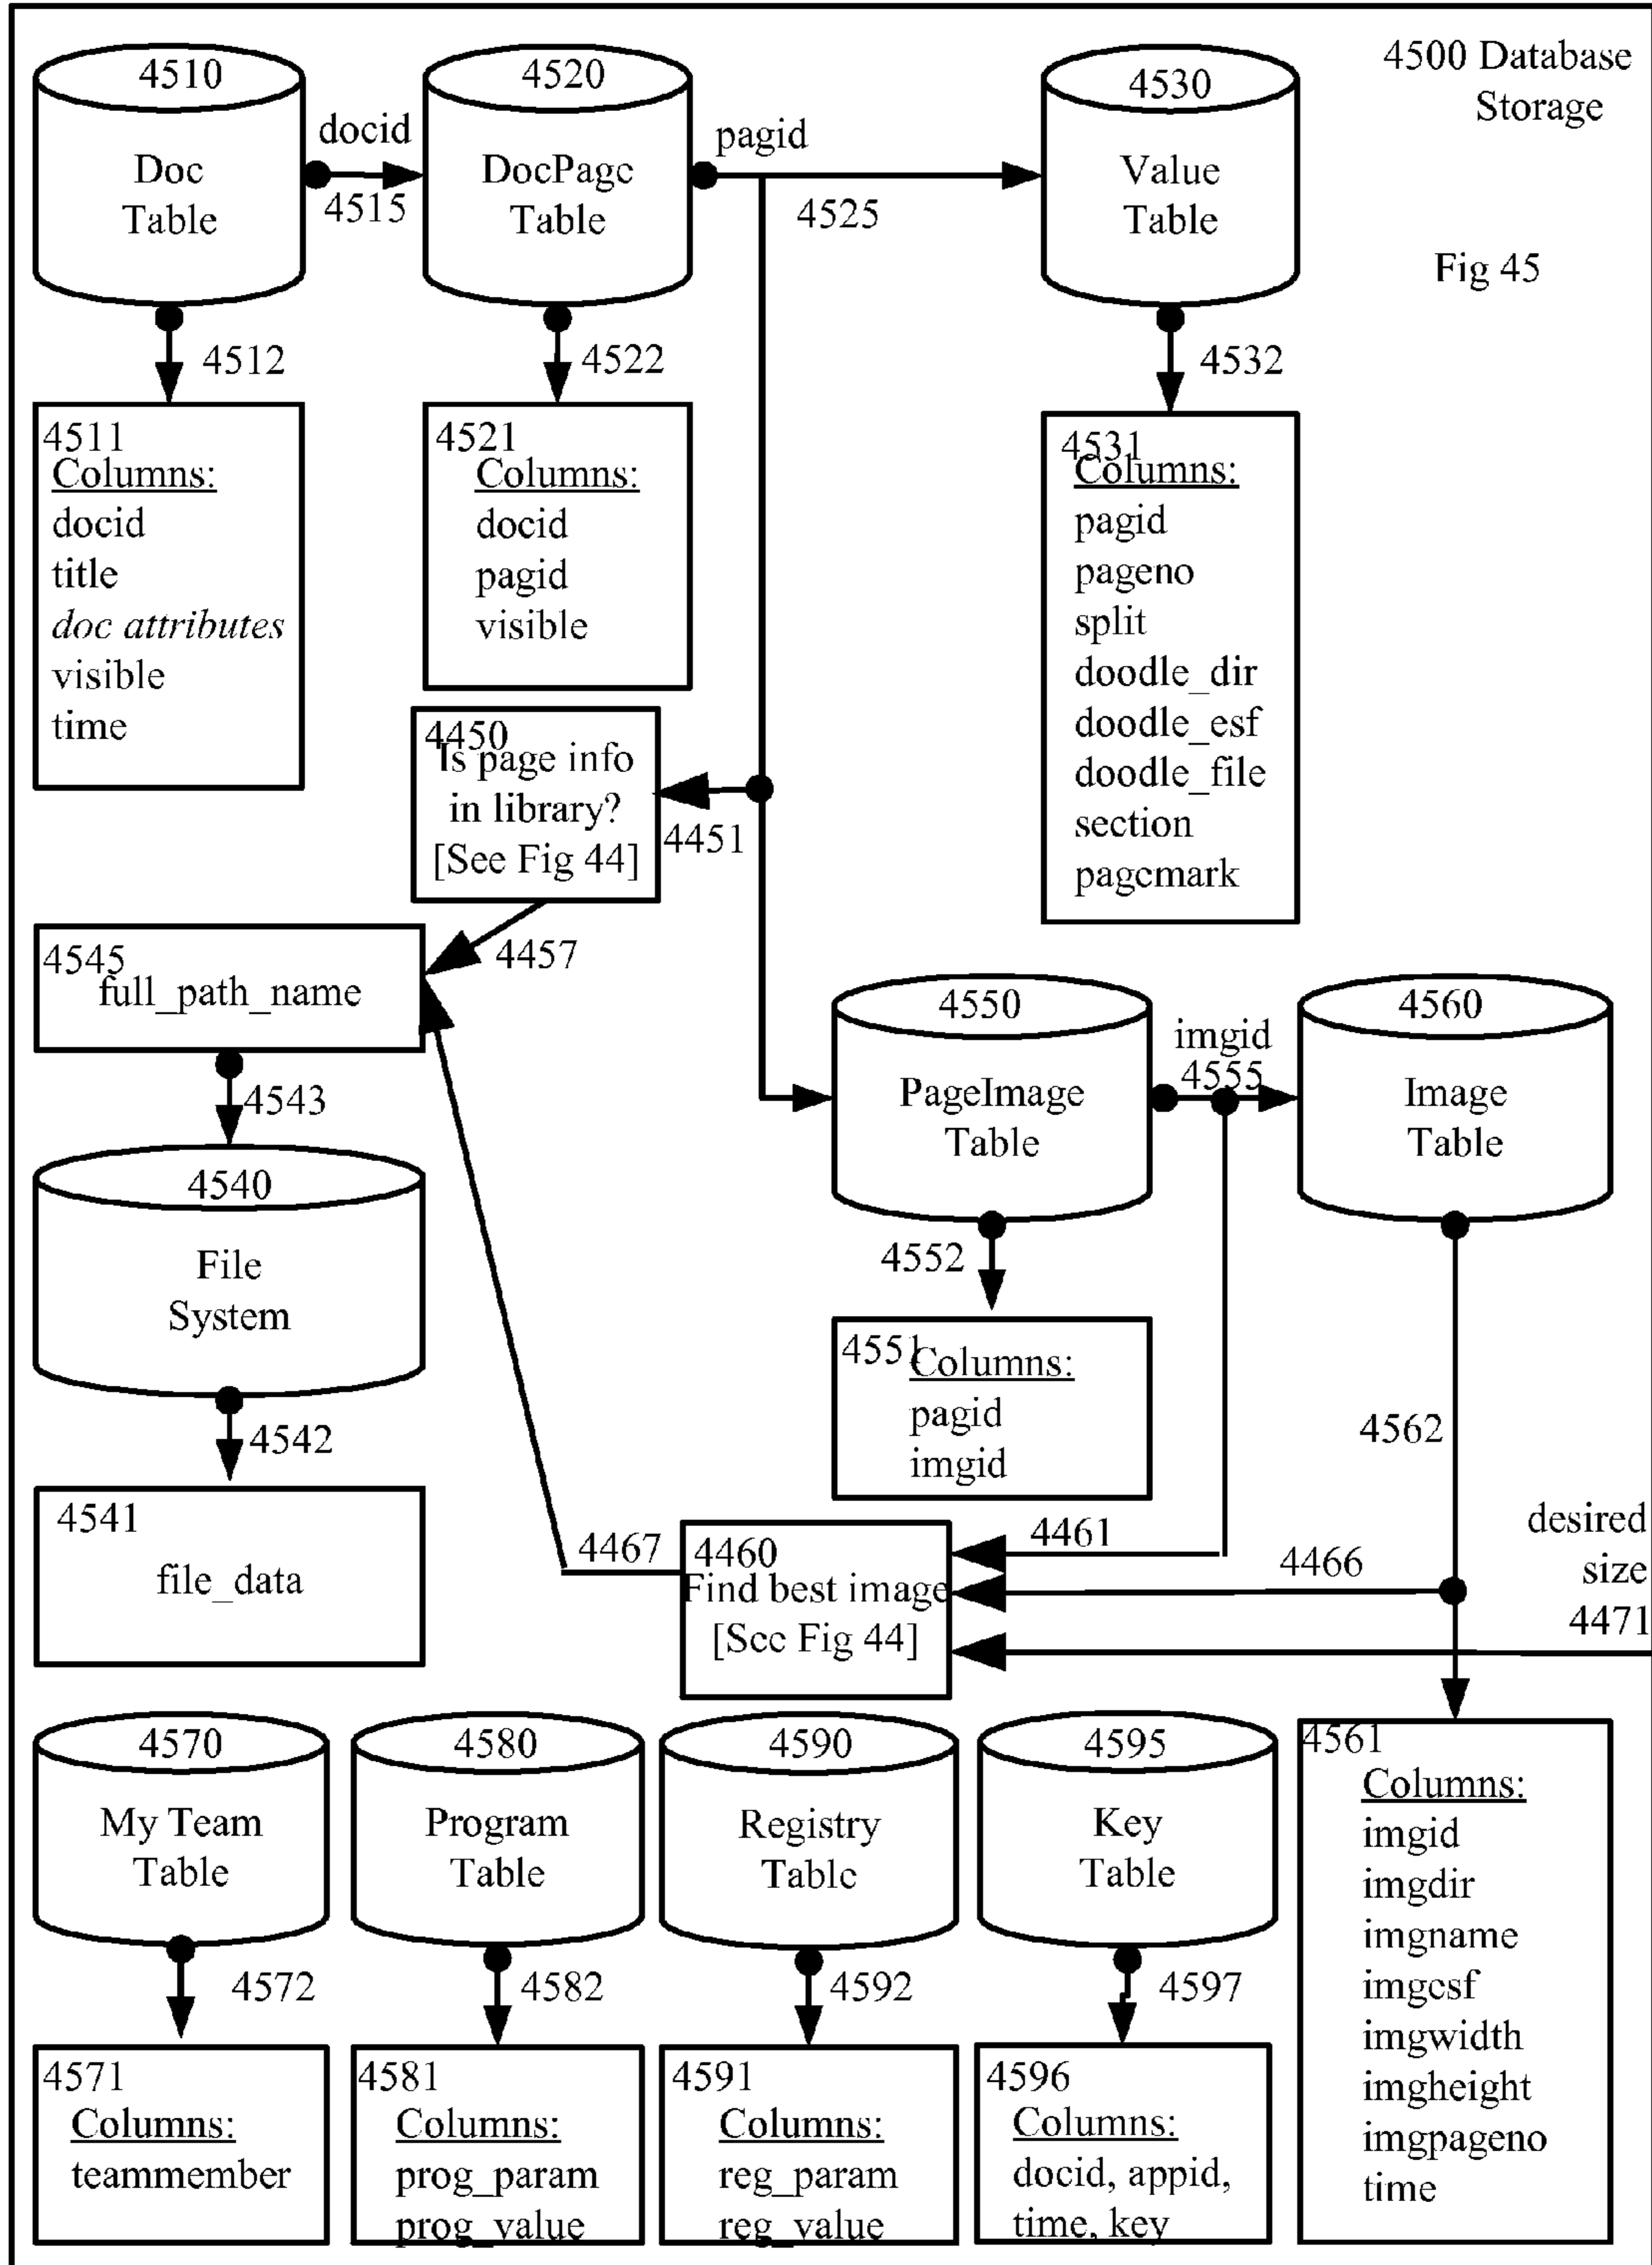 4500 Database
Storage
Fig 45
4510
Doc
Table
docid
4515
4520
DocPage
Table
pagid
4525
4530
Value
Table
4512
4522
4532
4511
Columns:
docid
title
doc attributes
visible
time
4521
Columns:
docid
pagid
visible
4531
Columns:
pagid
pageno
split
doodle_dir
doodle_esf
doodle_file
section
pagemark
4450
Is page info
in library?
[See Fig 44]
4451
4457
4545
full_path_name
4543
4540
File
System
4542
4541
file_data
4550
PageImage
Table
imgid
4555
4560
Image
Table
4552
4551
Columns:
pagid
imgid
4562
4467
4460
Find best image
[See Fig 44]
4461
4466
desired
size
4471
4570
My Team
Table
4572
4571
Columns:
teammember
4580
Program
Table
4582
4581
Columns:
prog_param
prog_value
4590
Registry
Table
4592
4591
Columns:
reg_param
reg_value
4595
Key
Table
4597
4596
Columns:
docid, appid,
time, key
4561
Columns:
imgid
imgdir
imgname
imgesf
imgwidth
imgheight
imgpageno
time